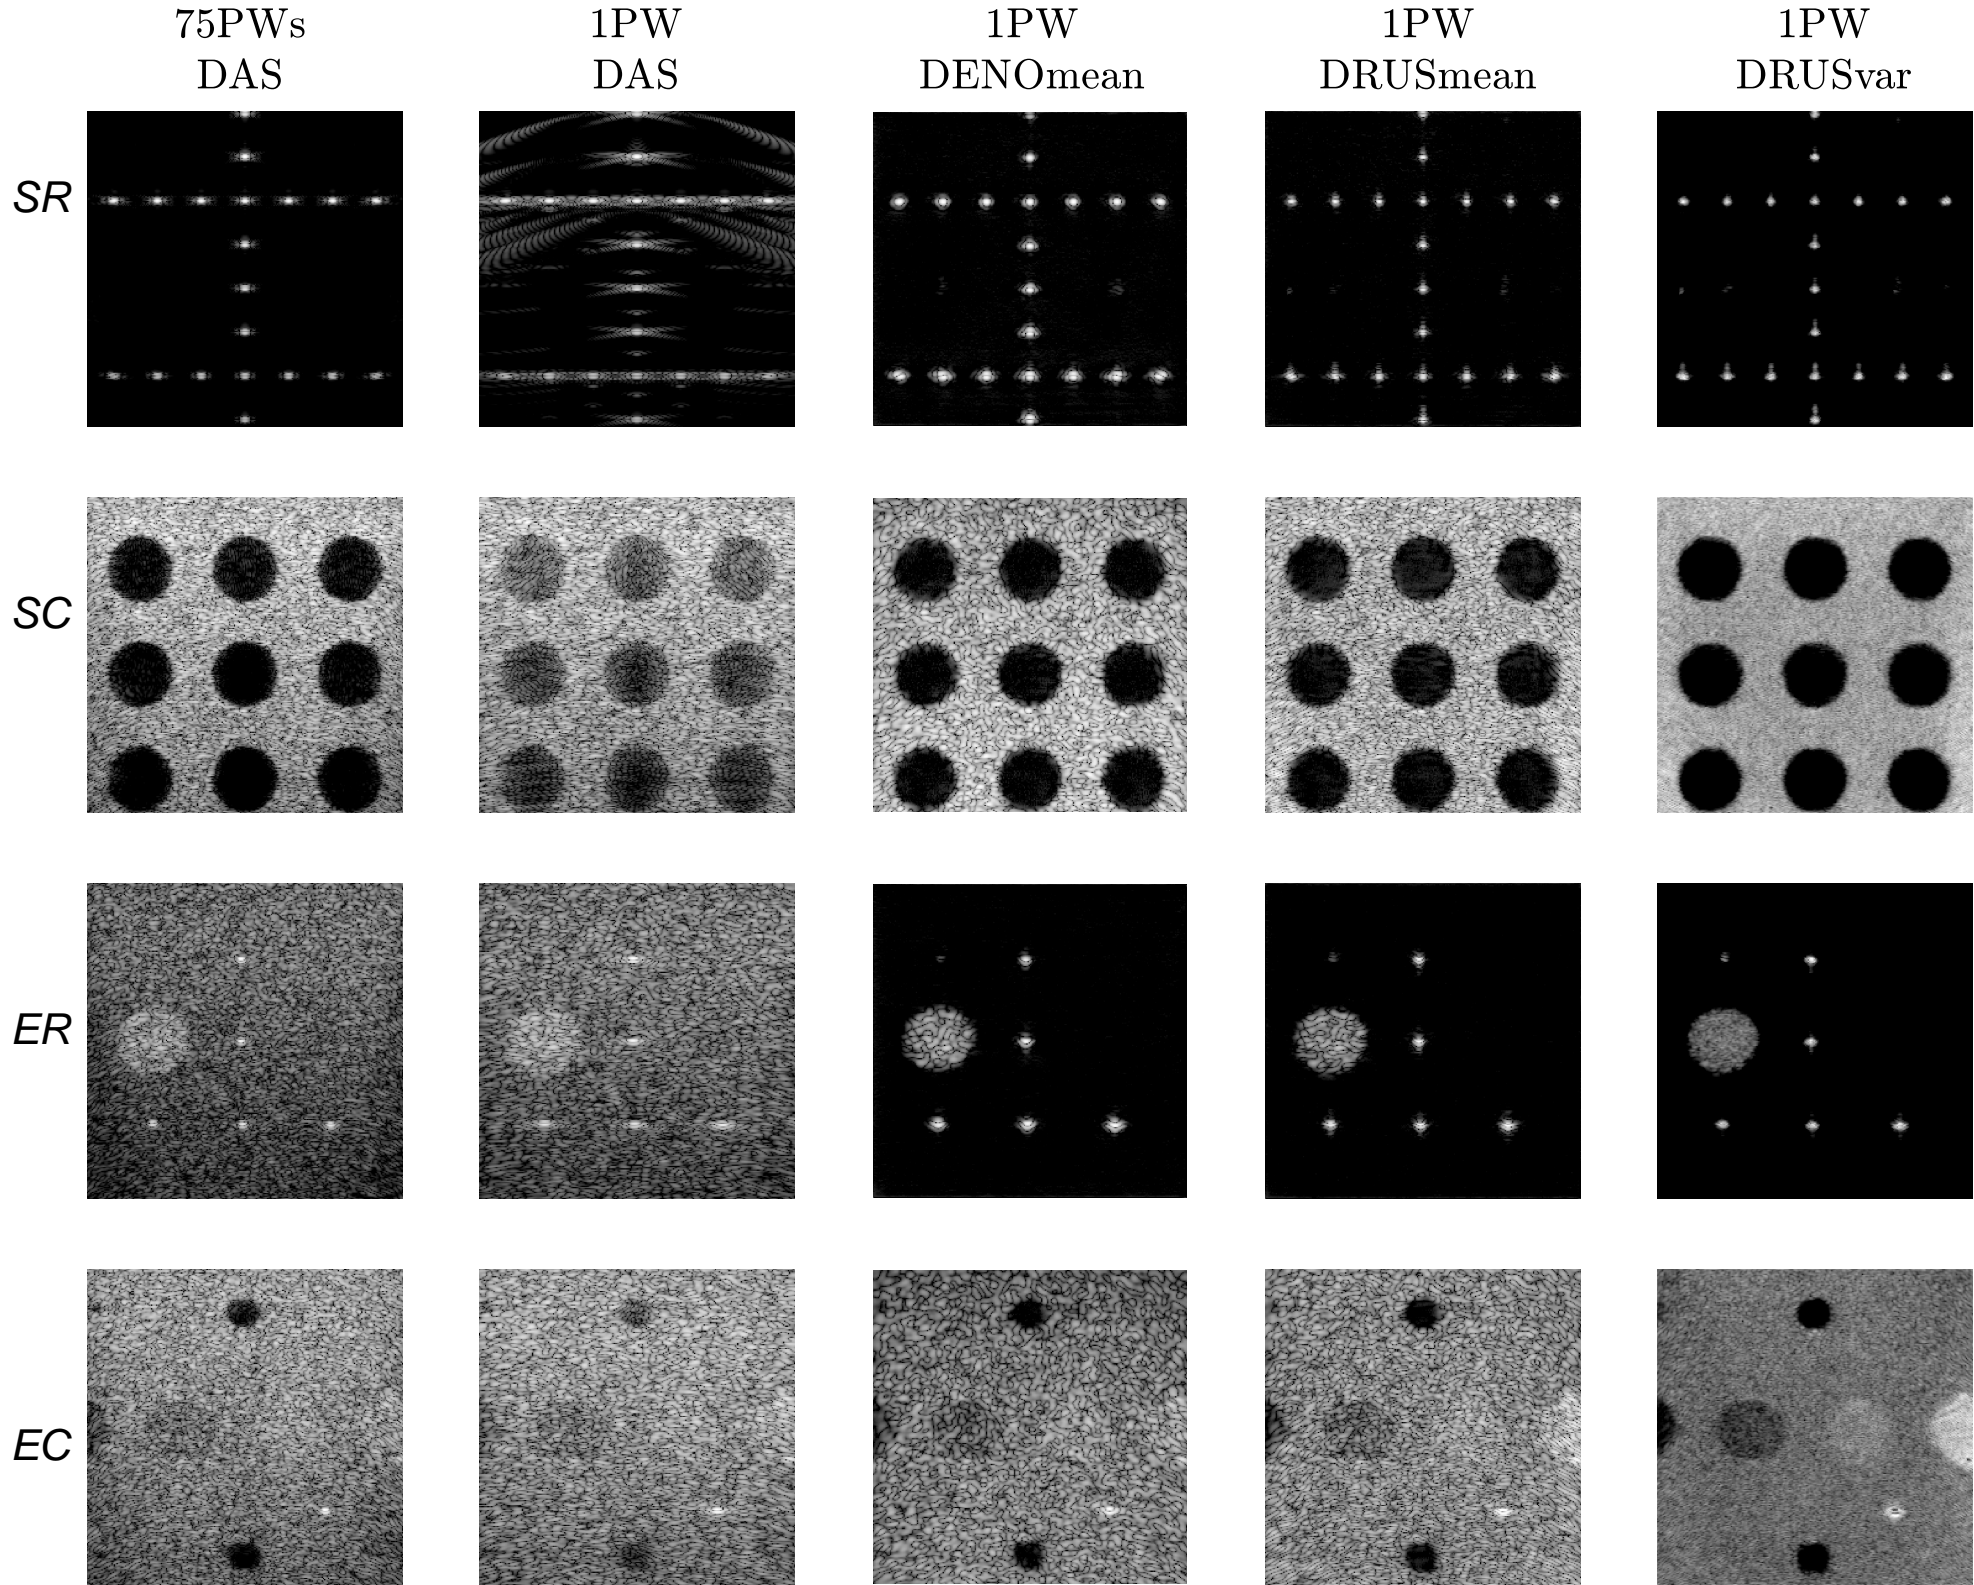 75PWs 1PW 1PW 1PW 1PW
DAS DAS DENOmean DRUSmean DRUSvar
SR
SC
ER
EC